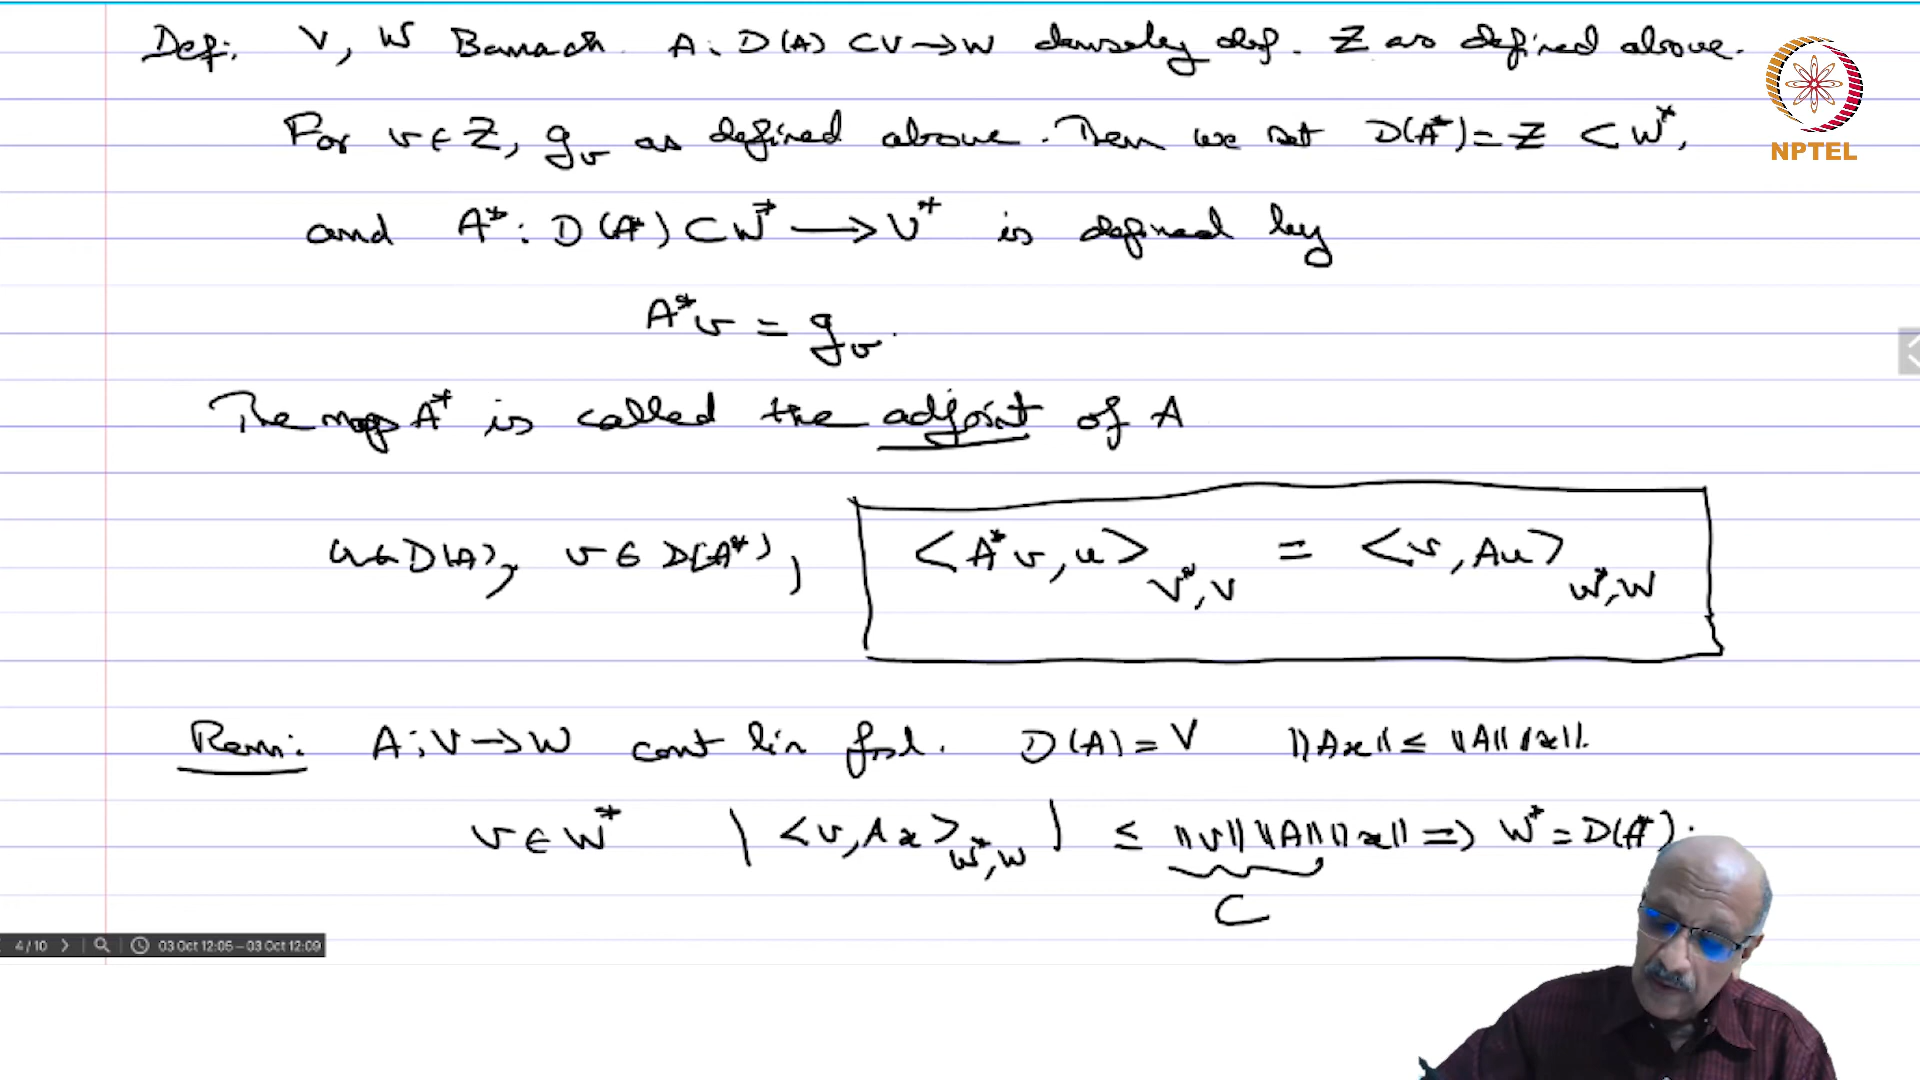 Def: V, W Banach. A: D(A) ⊂ V → W densely def. Z as defined above.
For v ∈ Z, g_v as defined above. Then we set D(A*) = Z ⊂ W*,
and A* : D(A*) ⊂ W* → V* is defined by
A*v = g_v.
The map A* is called the adjoint of A
u ∈ D(A), v ∈ D(A*), <A*v, u>_{V*,V} = <v, Au>_{W*,W}
Rem: A: V → W cont lin D(A) = V ||Ax|| ≤ ||A|| ||x||.
v ∈ W* |<v, Ax>_{W*,W}| ≤ ||v|| ||A|| ||x|| ⇒ W* = D(A*).
C
NPTEL
4/10 03 Oct 12:05 – 03 Oct 12:09